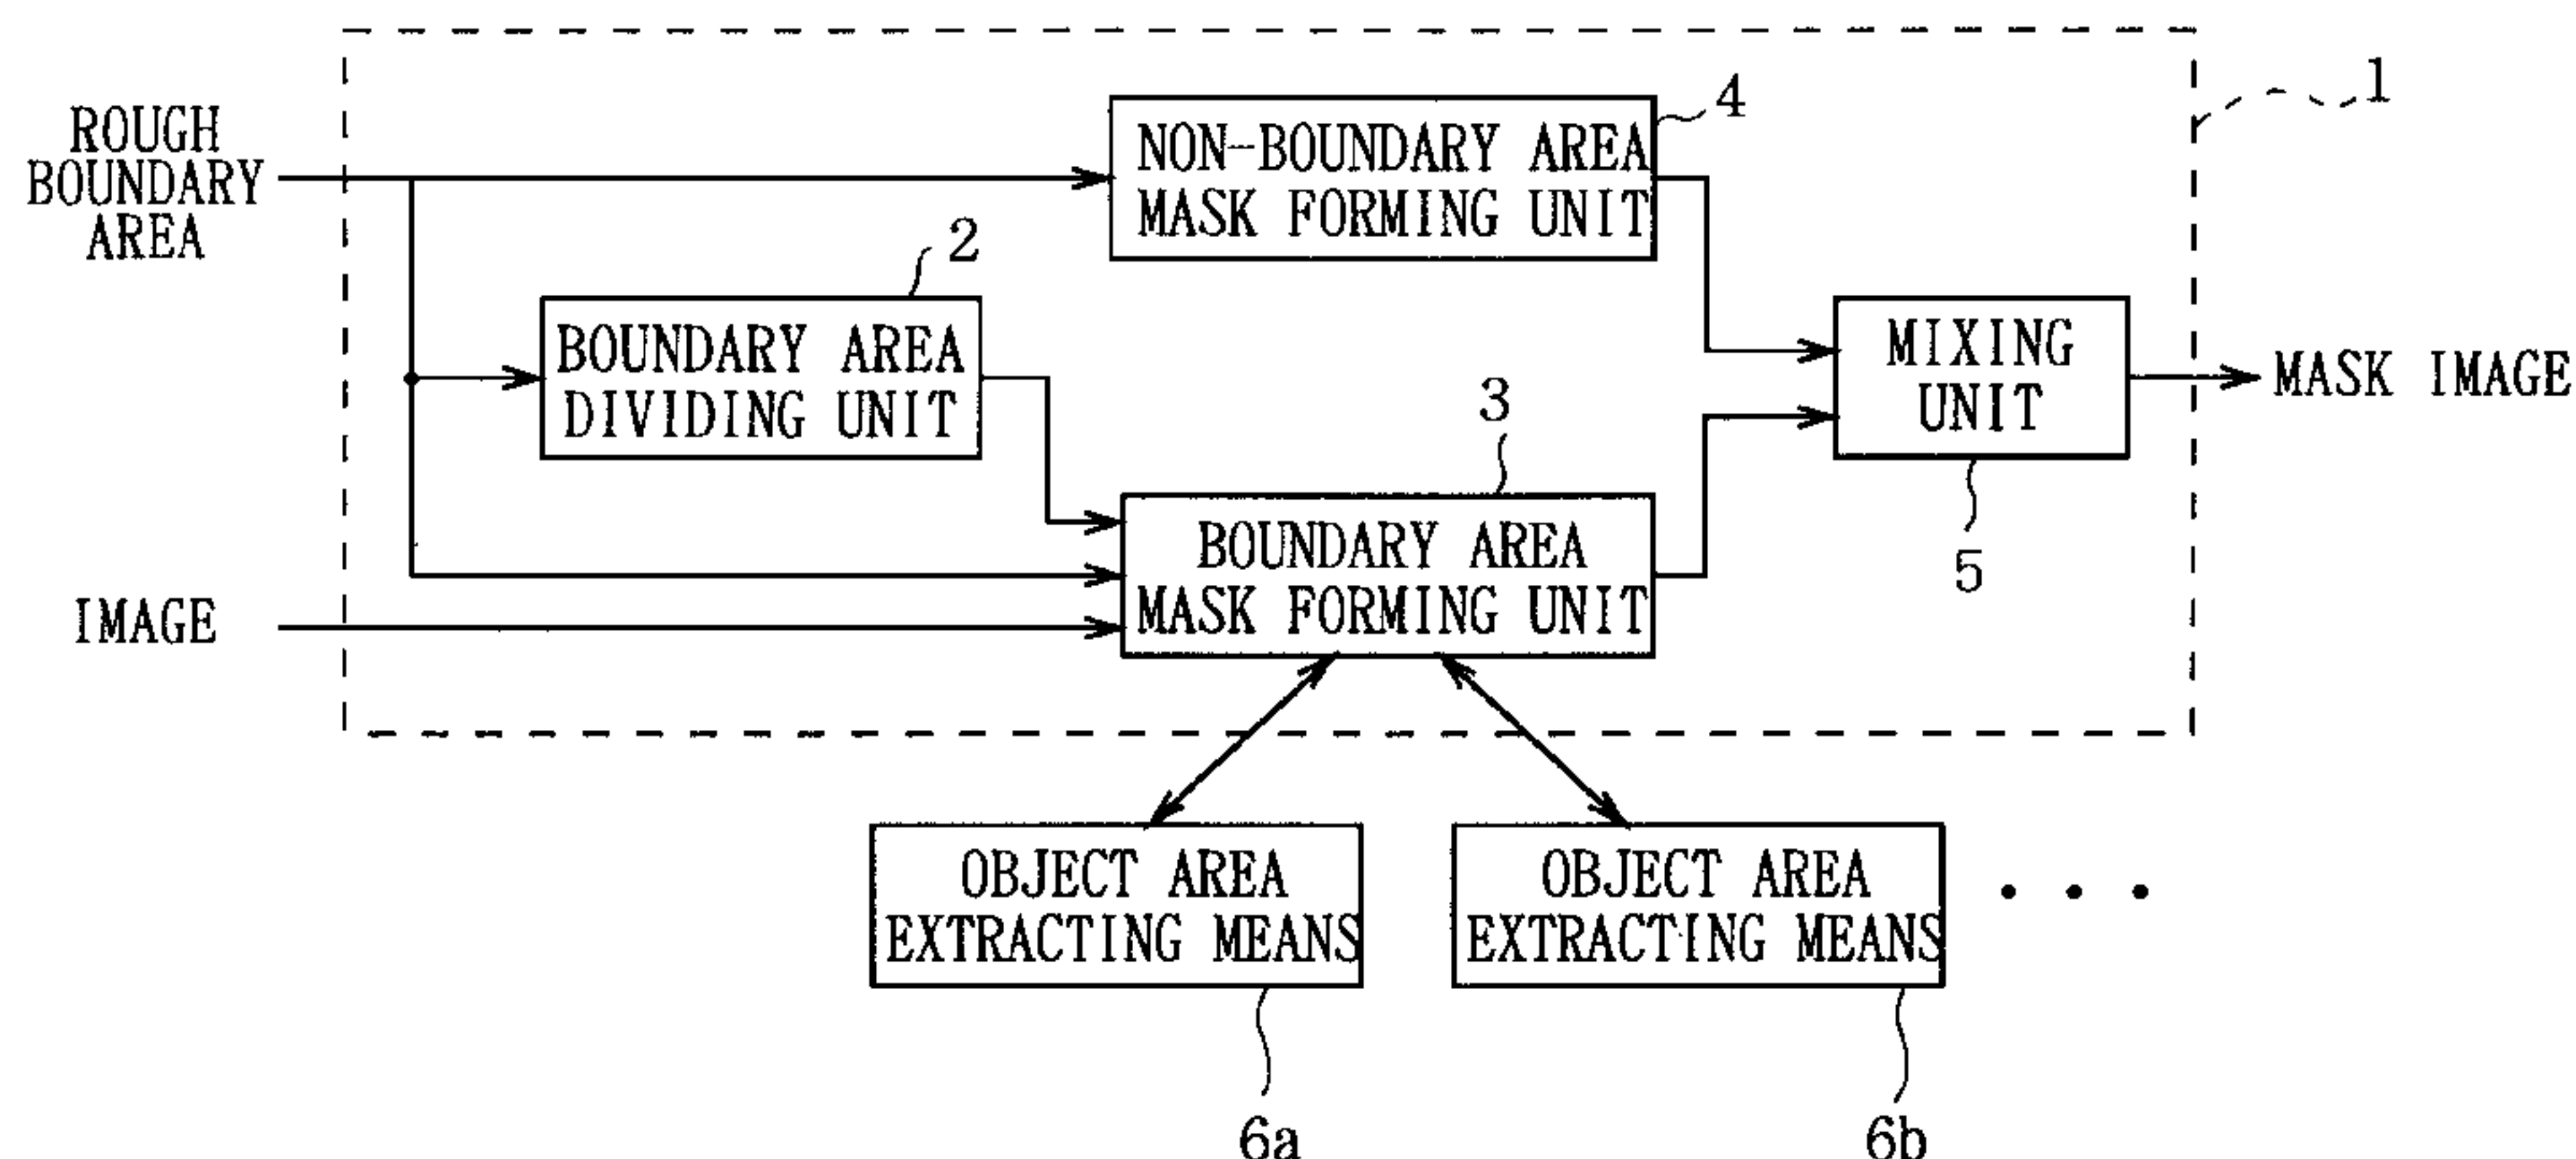 1
4
ROUGH
BOUNDARY
AREA
NON-BOUNDARY AREA
MASK FORMING UNIT
2
BOUNDARY AREA
DIVIDING UNIT
MIXING
UNIT
MASK IMAGE
3
5
BOUNDARY AREA
MASK FORMING UNIT
IMAGE
OBJECT AREA
EXTRACTING MEANS
OBJECT AREA
EXTRACTING MEANS
• • •
6a
6b